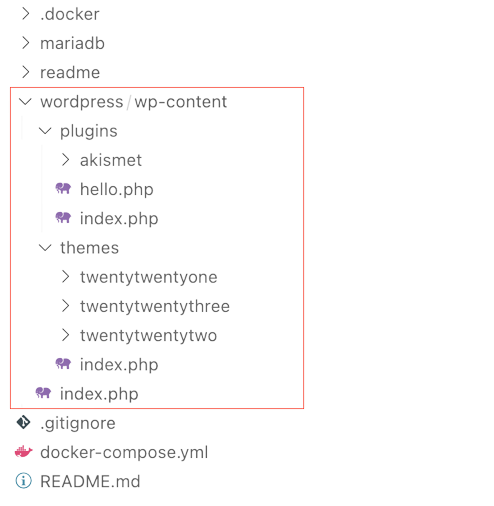 .docker
mariadb
readme
wordpress/wp-content
plugins
akismet
hello.php
index.php
themes
twentytwentyone
twentytwentythree
twentytwentytwo
index.php
index.php
.gitignore
docker-compose.yml
README.md